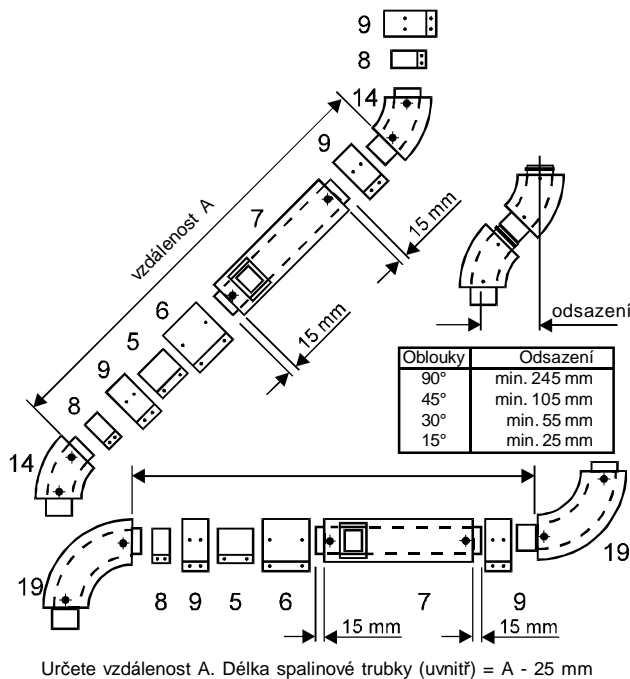 9
8
14
9
vzdálenost A
7
15 mm
6
15 mm
5
9
8
14
odsazení
Oblouky Odsazení
90° min. 245 mm
45° min. 105 mm
30° min. 55 mm
15° min. 25 mm
19
8 9 5 6 7 9
19
15 mm 15 mm
Určete vzdálenost A. Délka spalinové trubky (uvnitř) = A - 25 mm